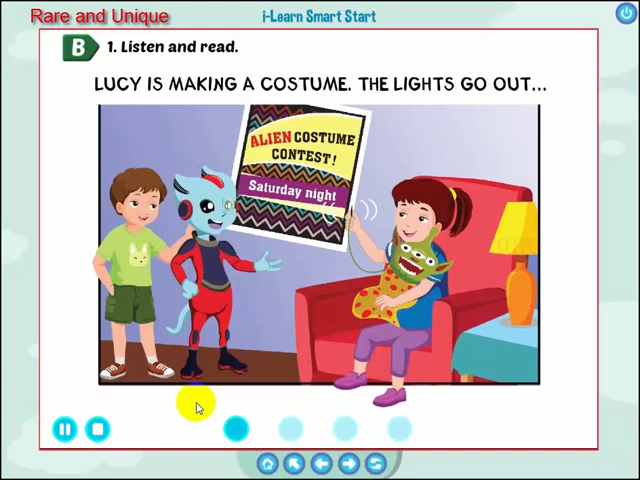 Rare and Unique
i-Learn Smart Start
B 1. Listen and read.
LUCY IS MAKING A COSTUME. THE LIGHTS GO OUT...
ALIEN COSTUME
CONTEST!
Saturday night